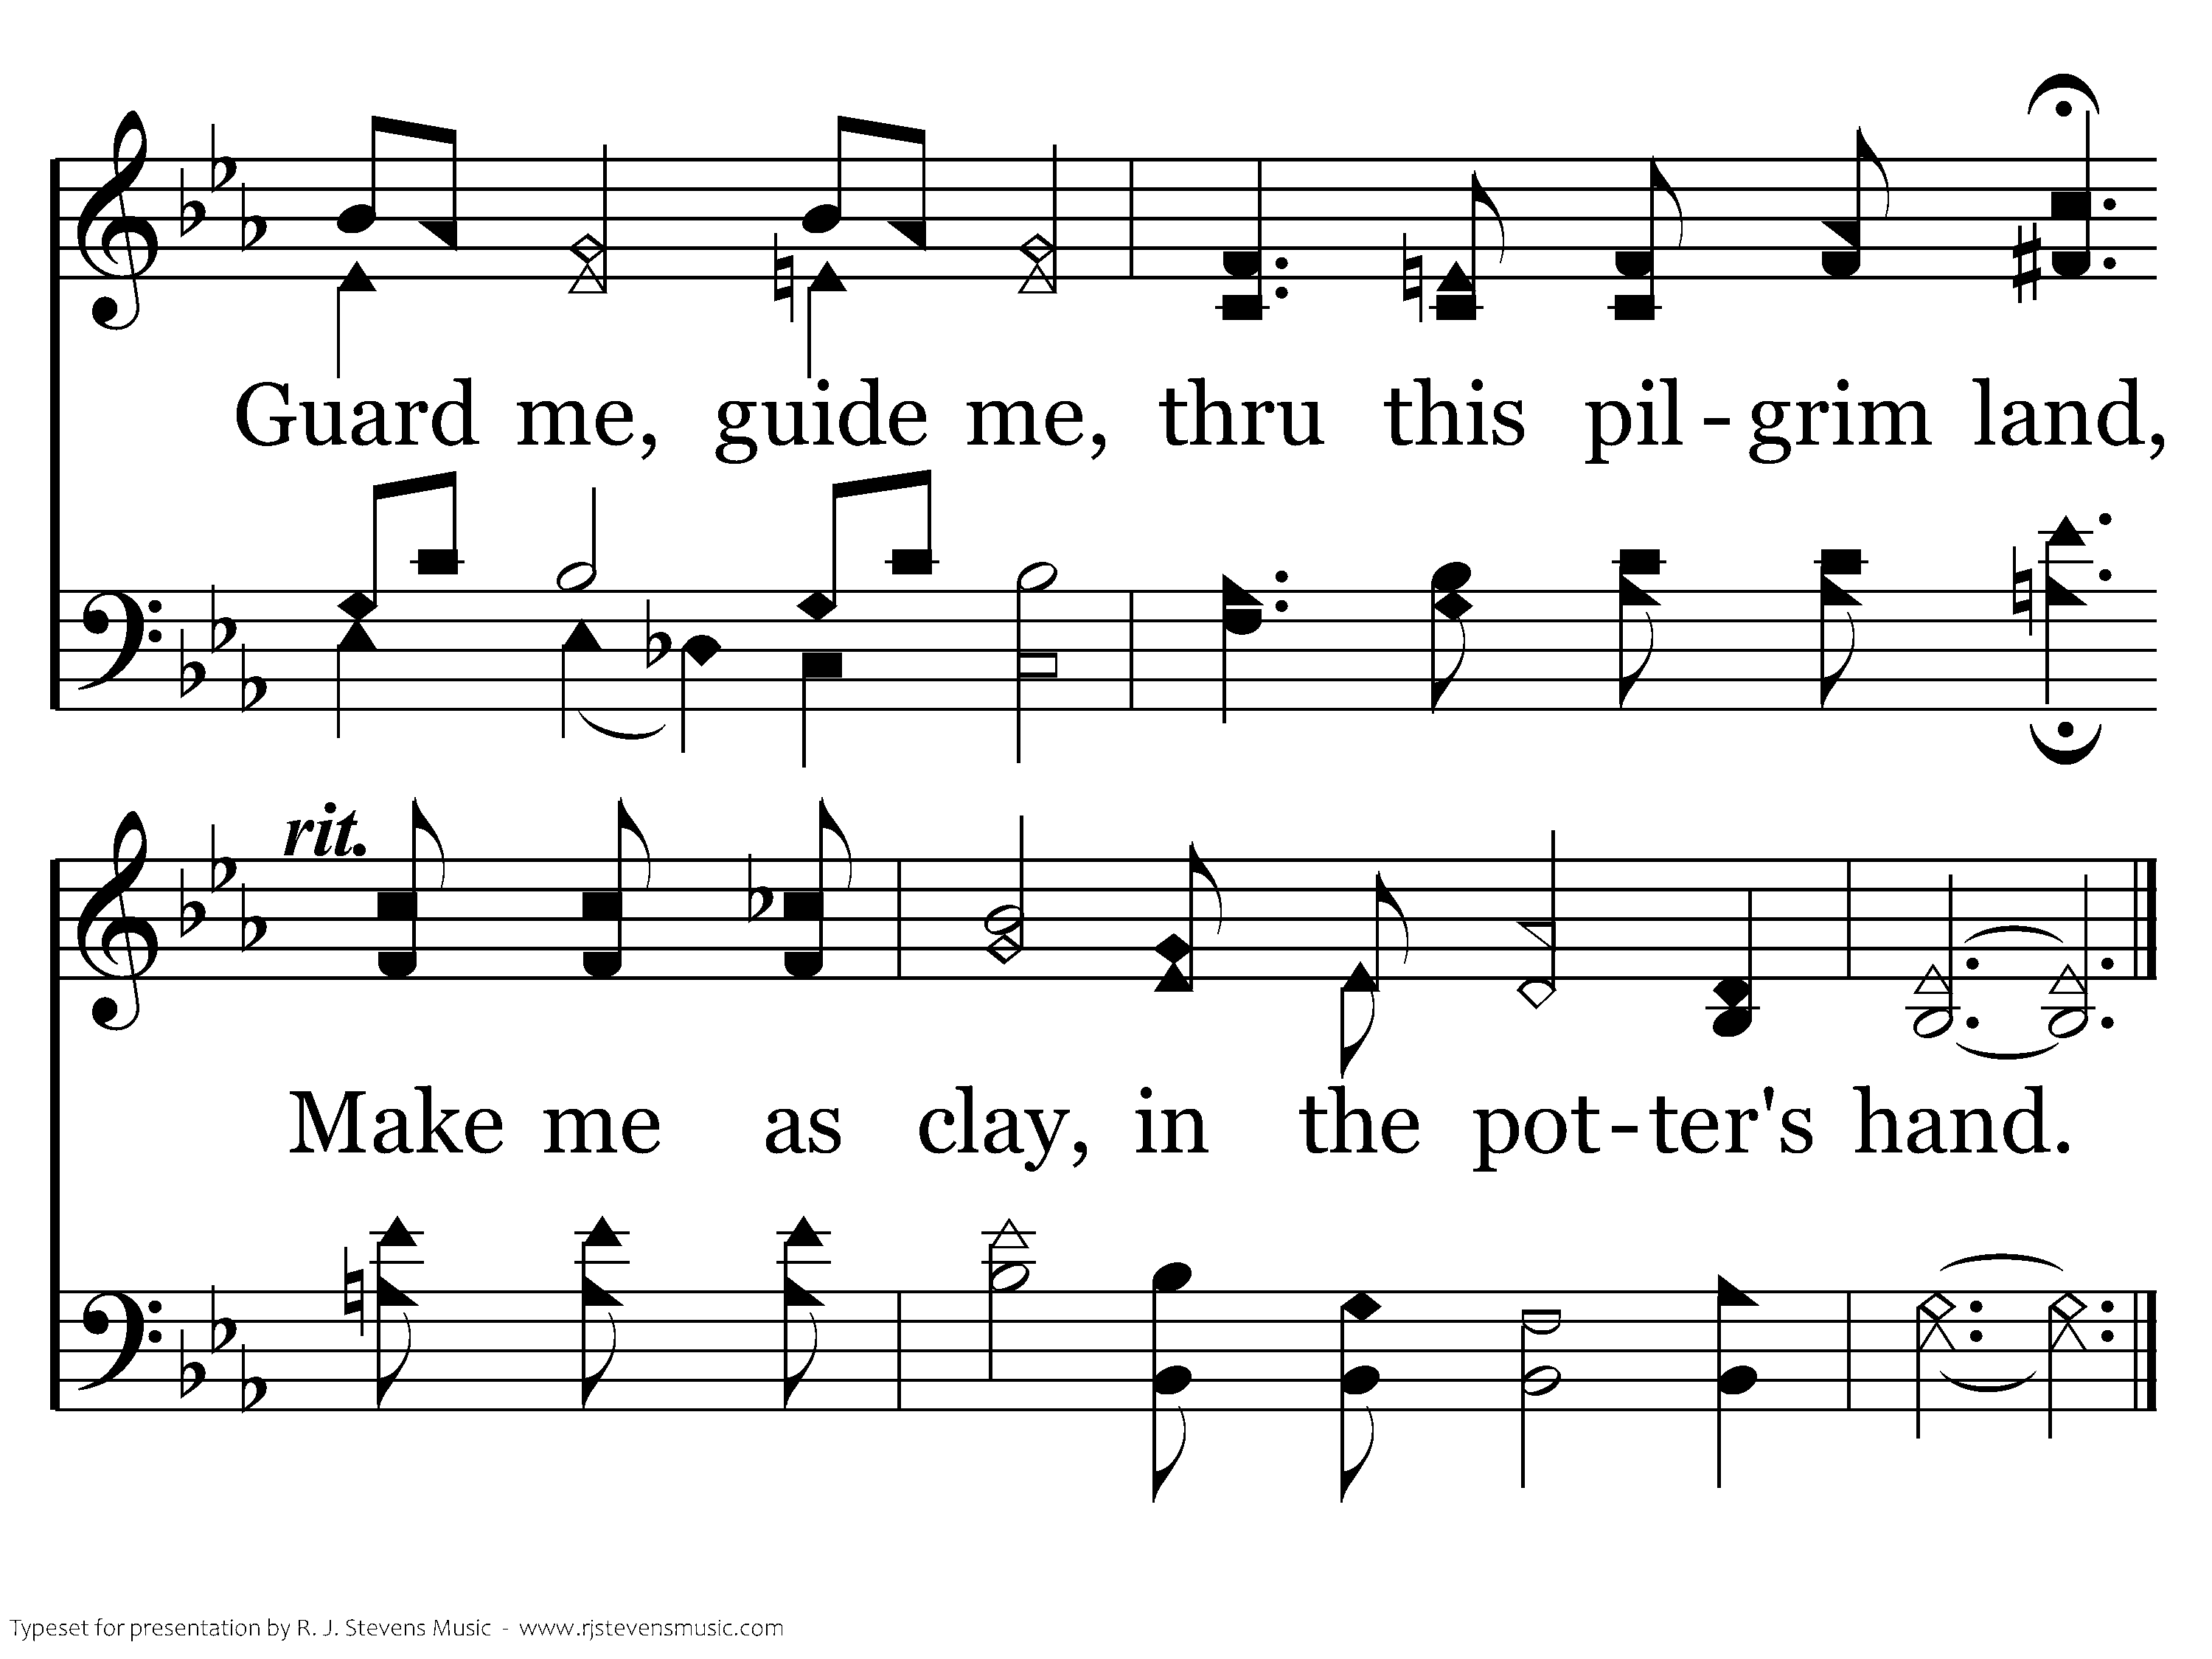 Guard me, guide me, thru this pil - grim land,
rit.
Make me as clay, in the pot - ter's hand.
Typeset for presentation by R. J. Stevens Music - www.rjstevensmusic.com